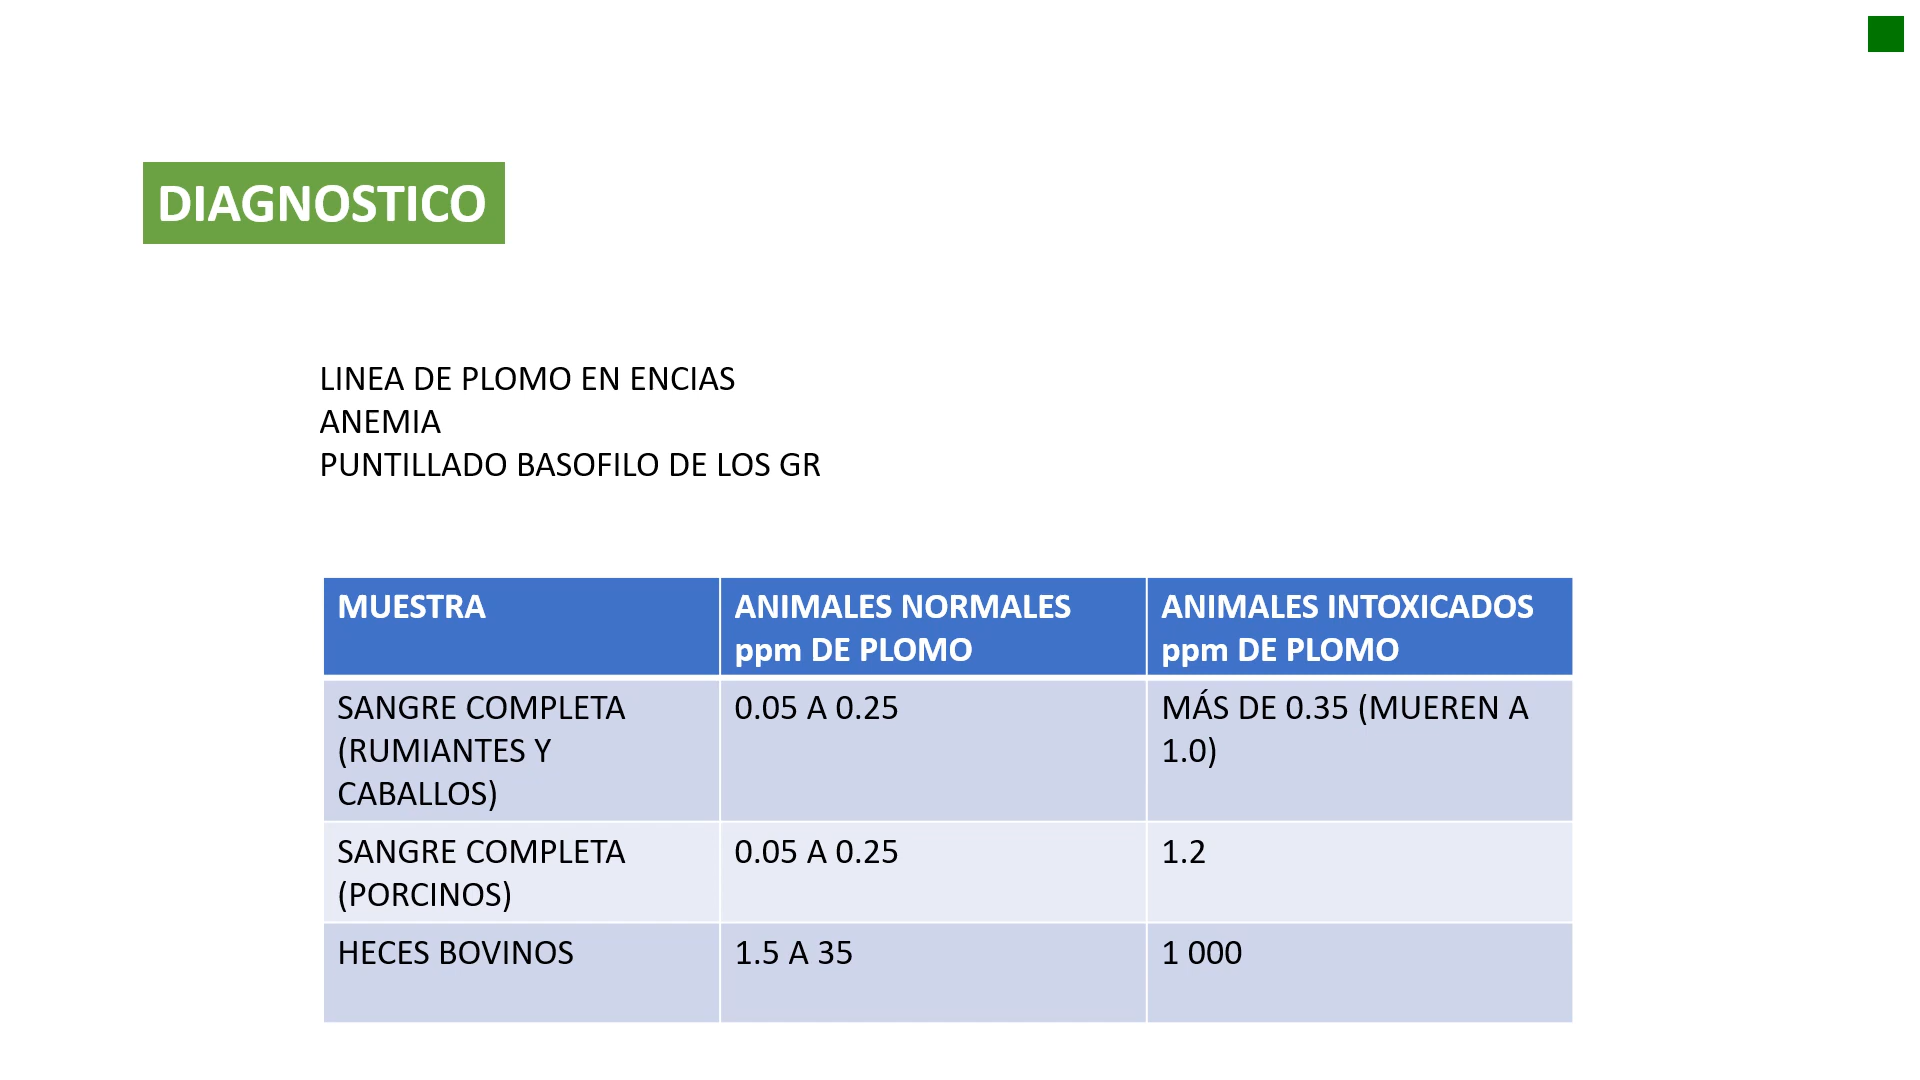 DIAGNOSTICO
LINEA DE PLOMO EN ENCIAS
ANEMIA
PUNTILLADO BASOFILO DE LOS GR
MUESTRA
ANIMALES NORMALES
ppm DE PLOMO
ANIMALES INTOXICADOS
ppm DE PLOMO
SANGRE COMPLETA
(RUMIANTES Y
CABALLOS)
0.05 A 0.25
MÁS DE 0.35 (MUEREN A
1.0)
SANGRE COMPLETA
(PORCINOS)
0.05 A 0.25
1.2
HECES BOVINOS
1.5 A 35
1 000